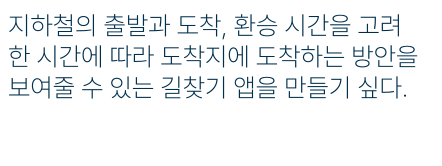 지하철의 출발과 도착, 환승 시간을 고려
한 시간에 따라 도착지에 도착하는 방안을
보여줄 수 있는 길찾기 앱을 만들기 싶다.